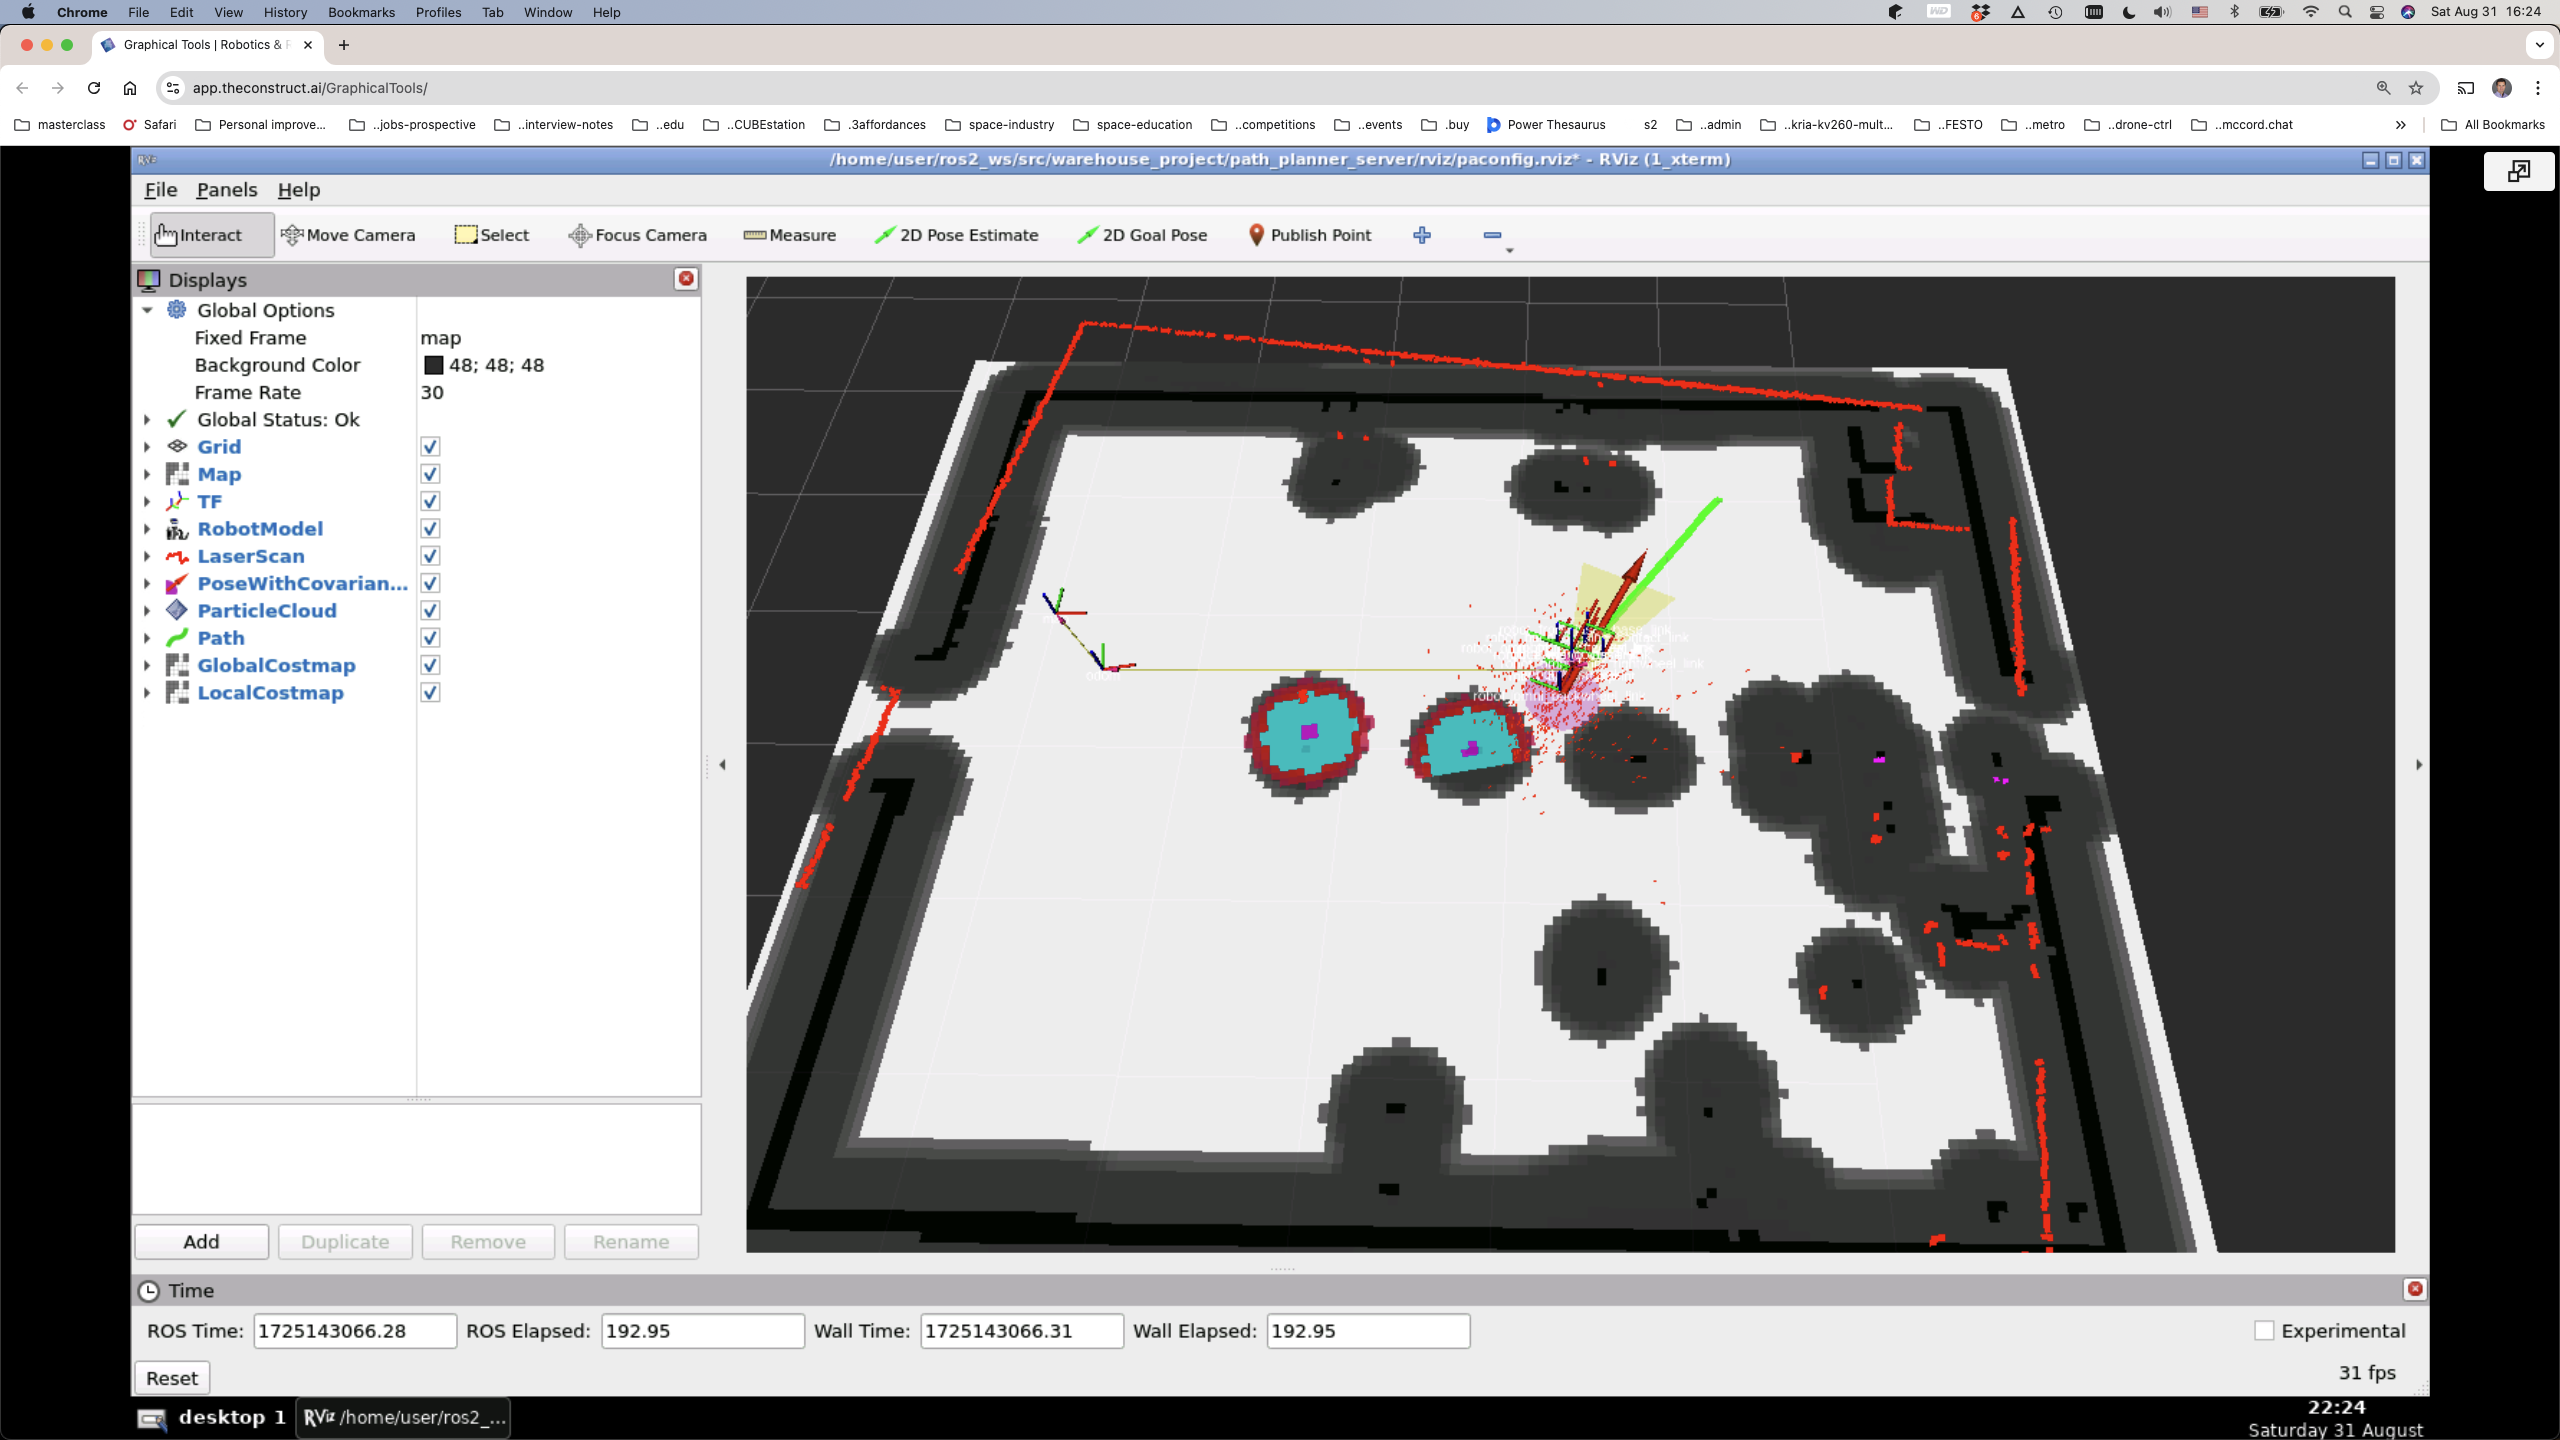 Chrome File Edit View History Bookmarks Profiles Tab Window Help
Sat Aug 31 16:24
Graphical Tools | Robotics & R
app.theconstruct.ai/GraphicalTools/
masterclass Safari Personal improve... ..jobs-prospective ..interview-notes ..edu ..CUBEstation .3affordances space-industry space-education ..competitions ..events .buy Power Thesaurus s2 ..admin ..kria-kv260-mult... ..FESTO ..metro ..drone-ctrl ..mccord.chat » All Bookmarks
/home/user/ros2_ws/src/warehouse_project/path_planner_server/rviz/paconfig.rviz* - RViz (1_xterm)
File Panels Help
Interact Move Camera Select Focus Camera Measure 2D Pose Estimate 2D Goal Pose Publish Point
Displays
Global Options
Fixed Frame map
Background Color 48; 48; 48
Frame Rate 30
Global Status: Ok
Grid
Map
TF
RobotModel
LaserScan
PoseWithCovarian...
ParticleCloud
Path
GlobalCostmap
LocalCostmap
Add Duplicate Remove Rename
Time
ROS Time: 1725143066.28 ROS Elapsed: 192.95 Wall Time: 1725143066.31 Wall Elapsed: 192.95 Experimental
Reset 31 fps
desktop 1 RViz /home/user/ros2_...
22:24
Saturday 31 August